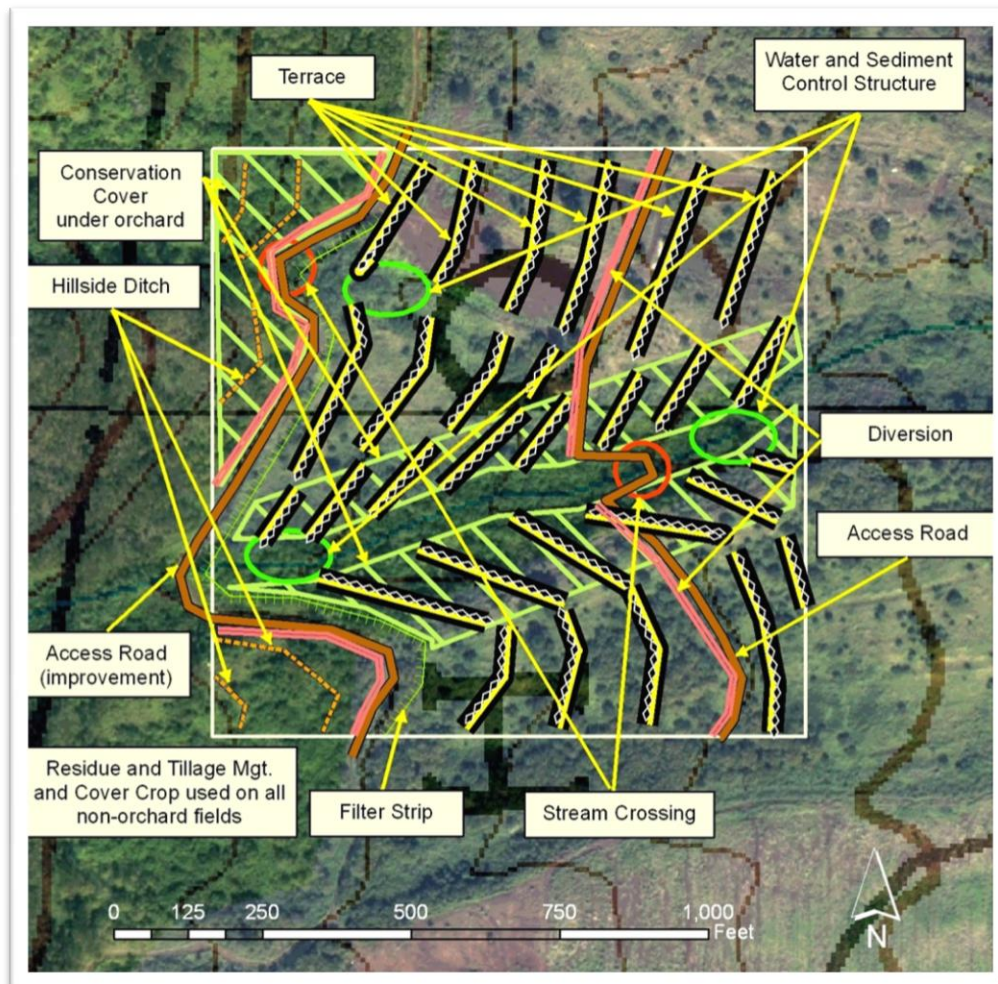 Terrace
Water and Sediment
Control Structure
Conservation
Cover
under orchard
Hillside Ditch
Diversion
Access Road
Access Road
(improvement)
Residue and Tillage Mgt.
and Cover Crop used on all
non-orchard fields
Filter Strip
Stream Crossing
0 125 250 500 750 1,000
Feet
N